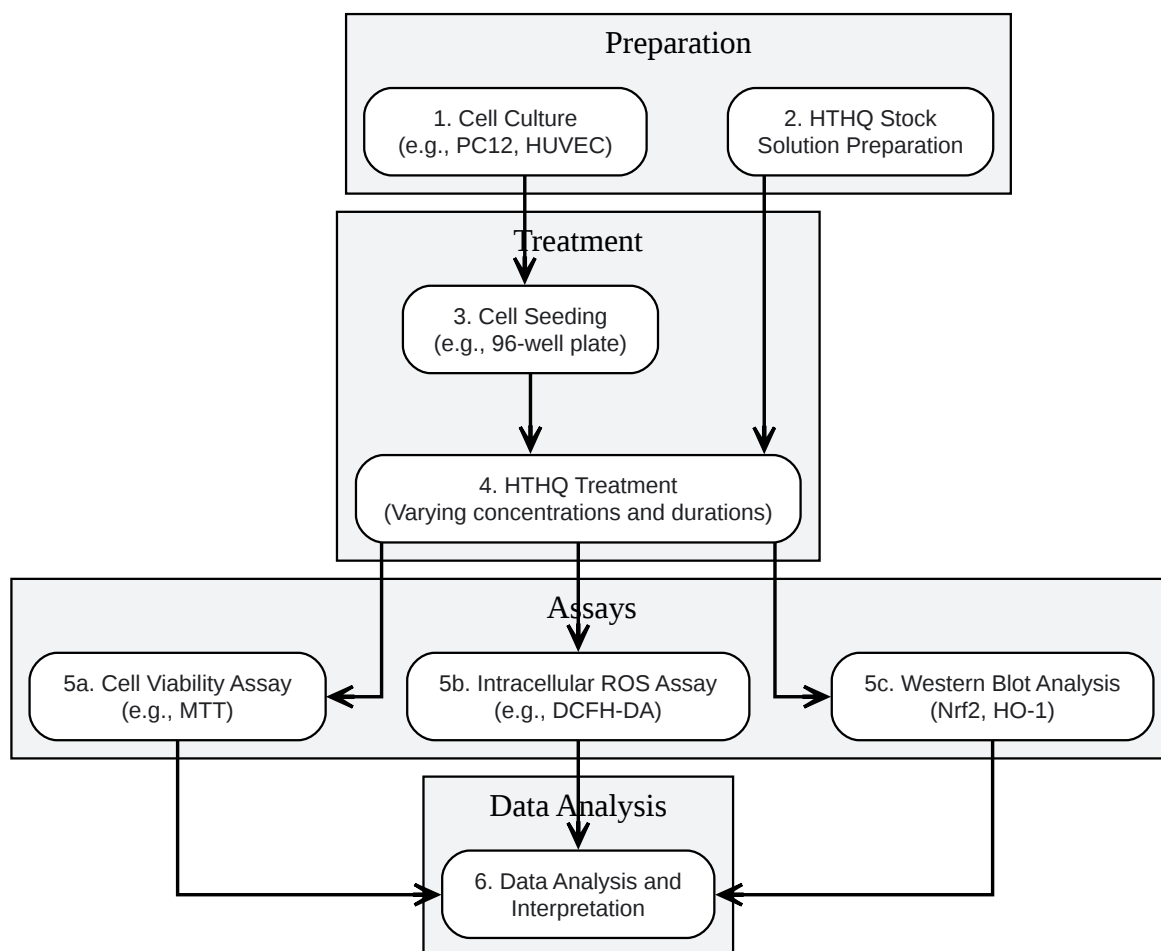 Preparation
1. Cell Culture
(e.g., PC12, HUVEC)
2. HTHQ Stock
Solution Preparation
Treatment
3. Cell Seeding
(e.g., 96-well plate)
4. HTHQ Treatment
(Varying concentrations and durations)
Assays
5a. Cell Viability Assay
(e.g., MTT)
5b. Intracellular ROS Assay
(e.g., DCFH-DA)
5c. Western Blot Analysis
(Nrf2, HO-1)
Data Analysis
6. Data Analysis and
Interpretation